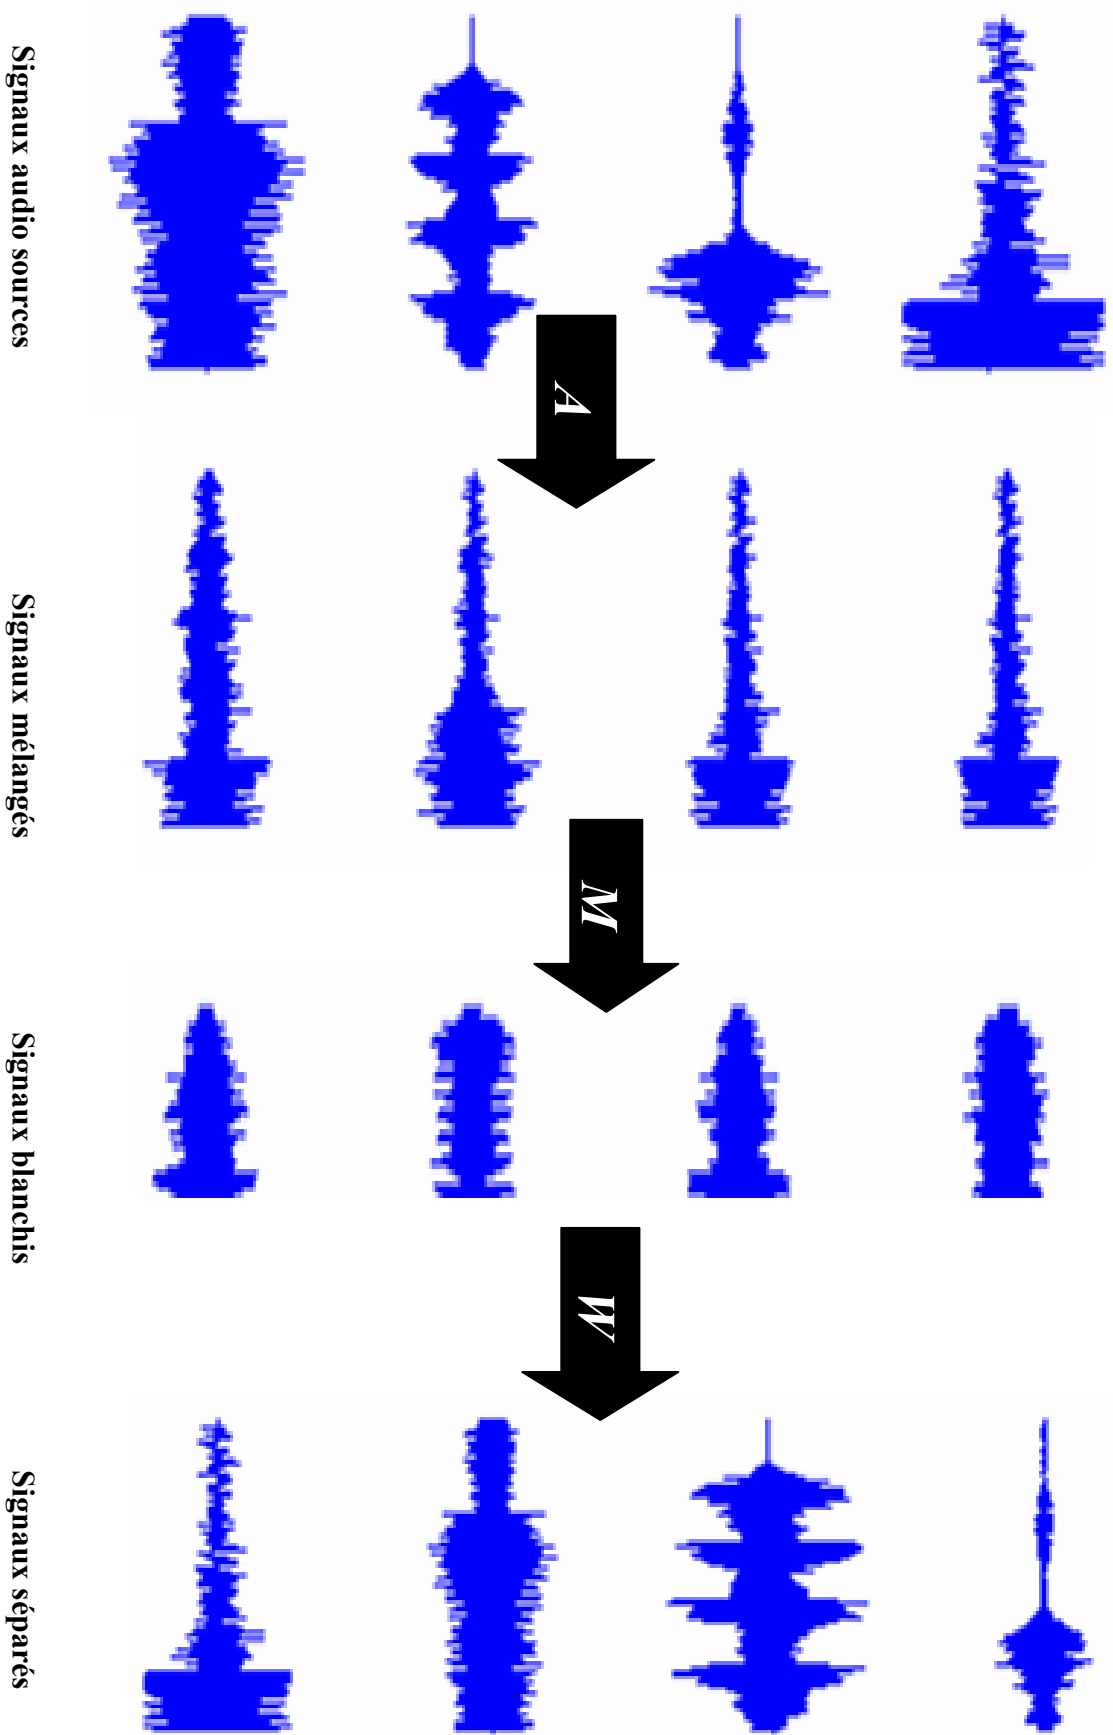 Signaux audio sources
A
Signaux mélangés
M
Signaux blanchis
W
Signaux séparés